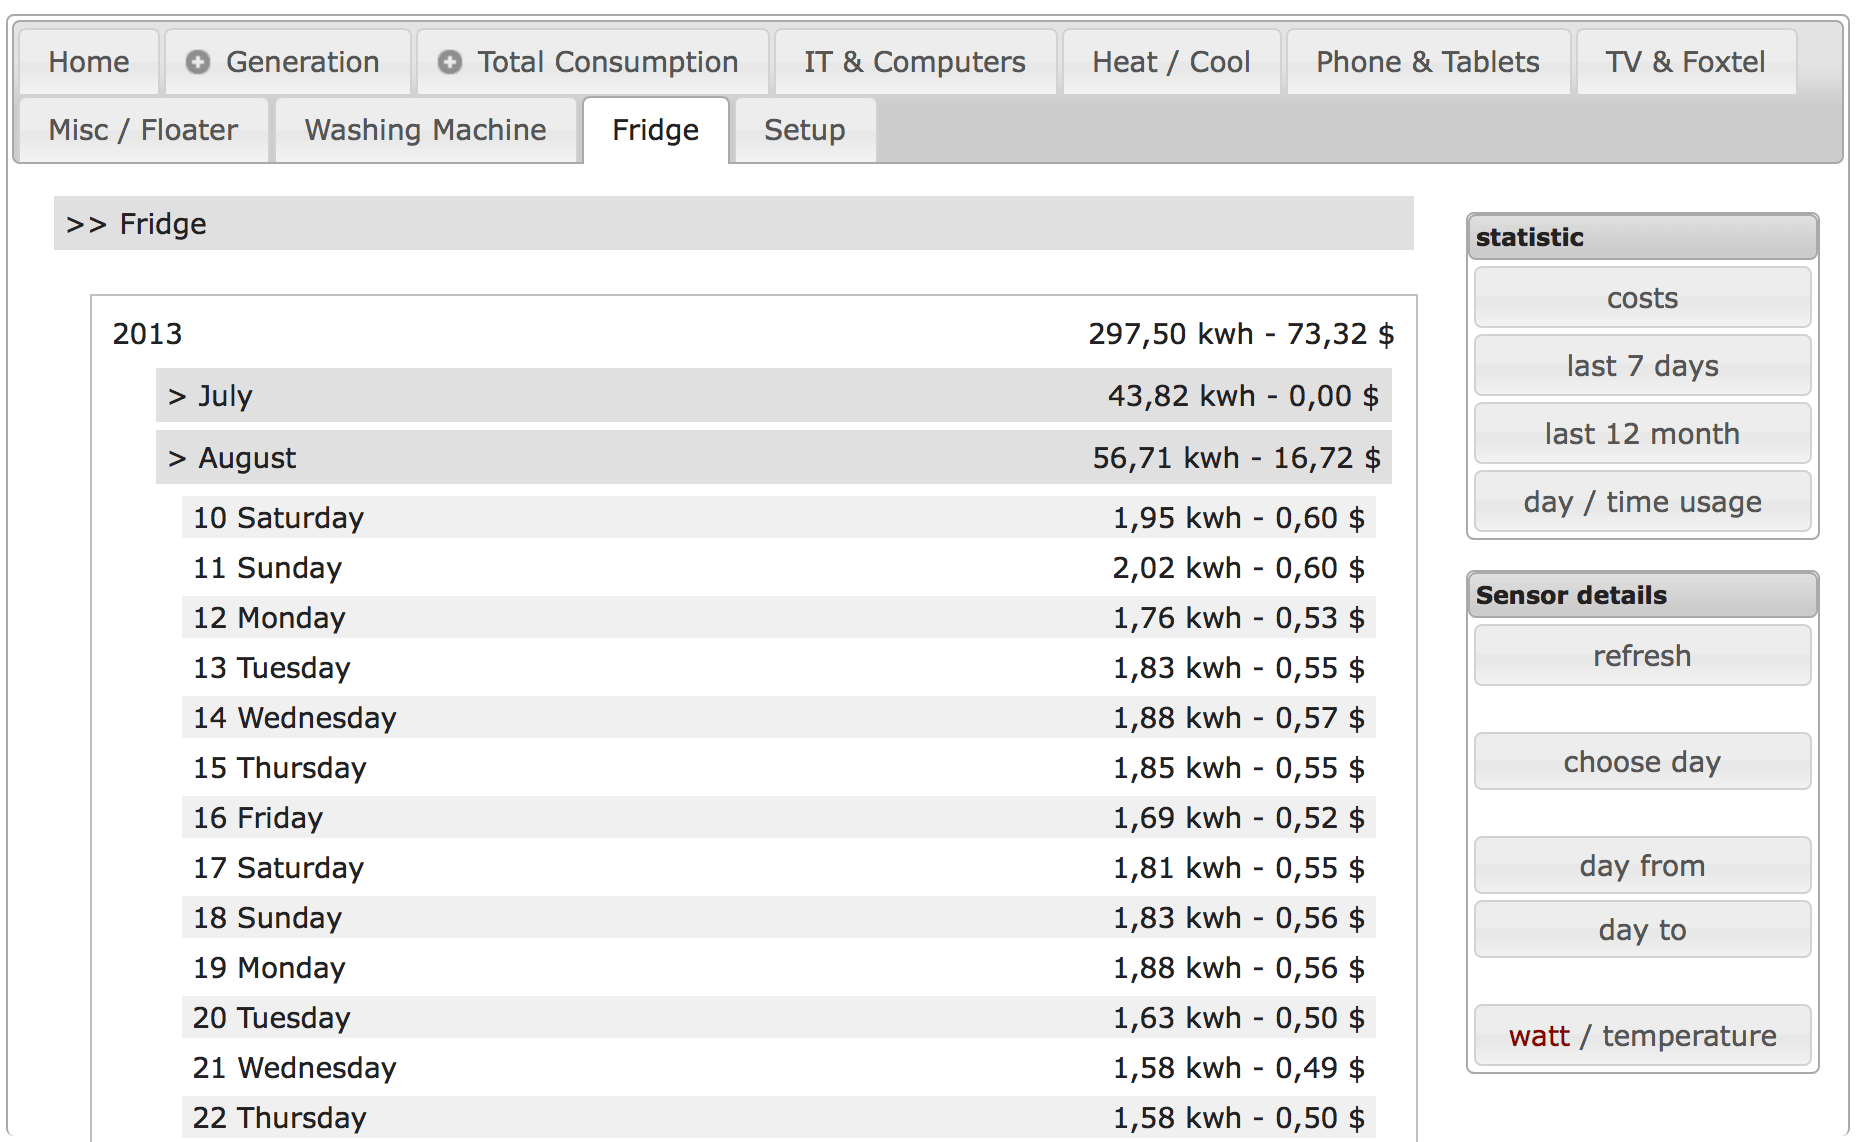 Home Generation Total Consumption IT & Computers Heat / Cool Phone & Tablets TV & Foxtel
Misc / Floater Washing Machine Fridge Setup
>> Fridge
2013 297,50 kwh - 73,32 $
> July 43,82 kwh - 0,00 $
> August 56,71 kwh - 16,72 $
10 Saturday 1,95 kwh - 0,60 $
11 Sunday 2,02 kwh - 0,60 $
12 Monday 1,76 kwh - 0,53 $
13 Tuesday 1,83 kwh - 0,55 $
14 Wednesday 1,88 kwh - 0,57 $
15 Thursday 1,85 kwh - 0,55 $
16 Friday 1,69 kwh - 0,52 $
17 Saturday 1,81 kwh - 0,55 $
18 Sunday 1,83 kwh - 0,56 $
19 Monday 1,88 kwh - 0,56 $
20 Tuesday 1,63 kwh - 0,50 $
21 Wednesday 1,58 kwh - 0,49 $
22 Thursday 1,58 kwh - 0,50 $
statistic
costs
last 7 days
last 12 month
day / time usage
Sensor details
refresh
choose day
day from
day to
watt / temperature